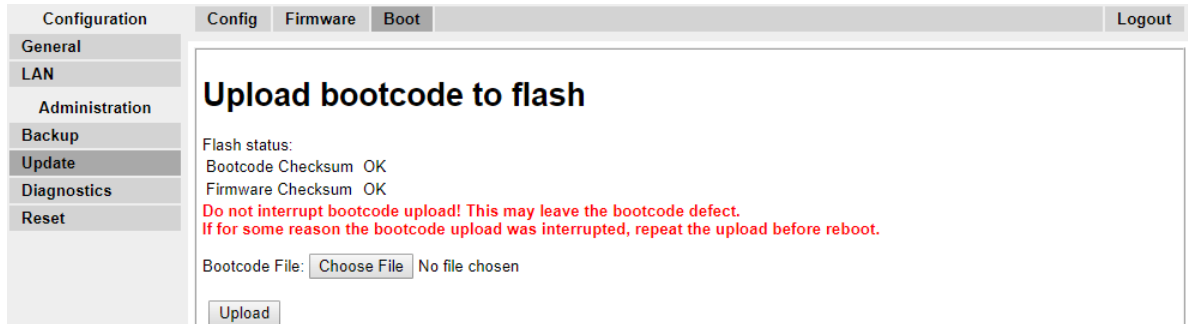 Configuration
Config Firmware Boot Logout
General
LAN
Administration
Backup
Update
Diagnostics
Reset
Upload bootcode to flash
Flash status:
Bootcode Checksum OK
Firmware Checksum OK
Do not interrupt bootcode upload! This may leave the bootcode defect.
If for some reason the bootcode upload was interrupted, repeat the upload before reboot.
Bootcode File: Choose File No file chosen
Upload